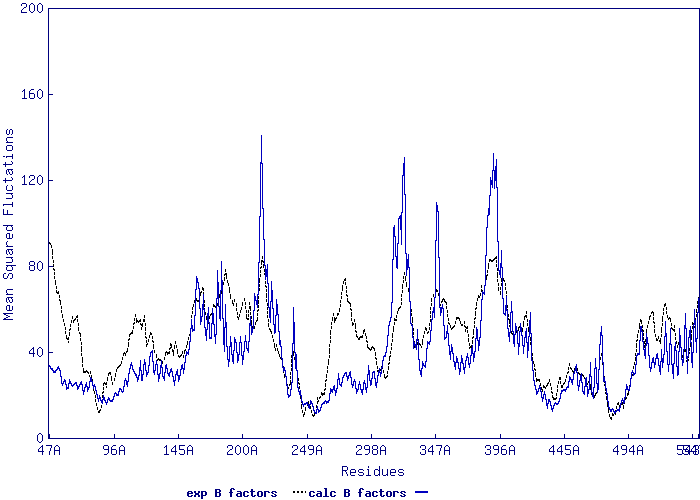 200
160
120
80
40
0
Mean Squared Fluctations
47A 96A 145A 200A 249A 298A 347A 396A 445A 494A
Residues
exp B factors calc B factors